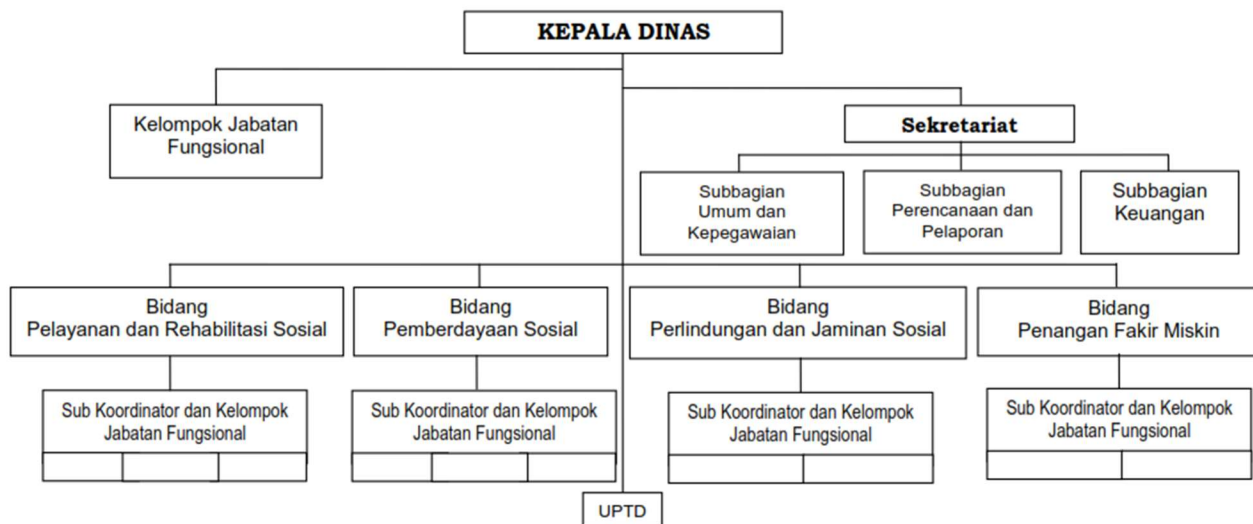 KEPALA DINAS
Kelompok Jabatan
Fungsional
Sekretariat
Subbagian
Umum dan
Kepegawaian
Subbagian
Perencanaan dan
Pelaporan
Subbagian
Keuangan
Bidang
Pelayanan dan Rehabilitasi Sosial
Bidang
Pemberdayaan Sosial
Bidang
Perlindungan dan Jaminan Sosial
Bidang
Penangan Fakir Miskin
Sub Koordinator dan Kelompok
Jabatan Fungsional
Sub Koordinator dan Kelompok
Jabatan Fungsional
Sub Koordinator dan Kelompok
Jabatan Fungsional
Sub Koordinator dan Kelompok
Jabatan Fungsional
UPTD